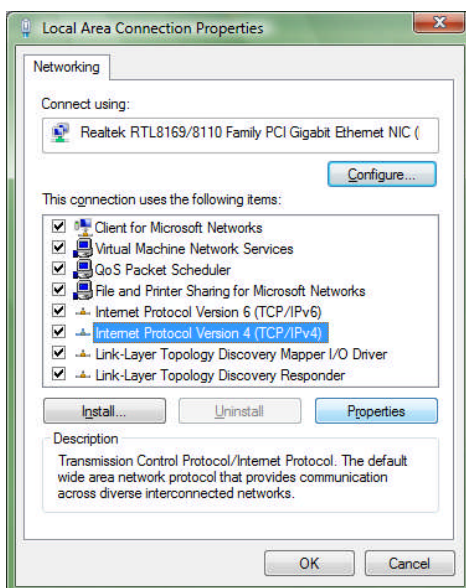 Local Area Connection Properties
Networking
Connect using:
Realtek RTL8169/8110 Family PCI Gigabit Ethernet NIC (
Configure...
This connection uses the following items:
Client for Microsoft Networks
Virtual Machine Network Services
QoS Packet Scheduler
File and Printer Sharing for Microsoft Networks
Internet Protocol Version 6 (TCP/IPv6)
Internet Protocol Version 4 (TCP/IPv4)
Link-Layer Topology Discovery Mapper I/O Driver
Link-Layer Topology Discovery Responder
Install... Uninstall Properties
Description
Transmission Control Protocol/Internet Protocol. The default
wide area network protocol that provides communication
across diverse interconnected networks.
OK Cancel